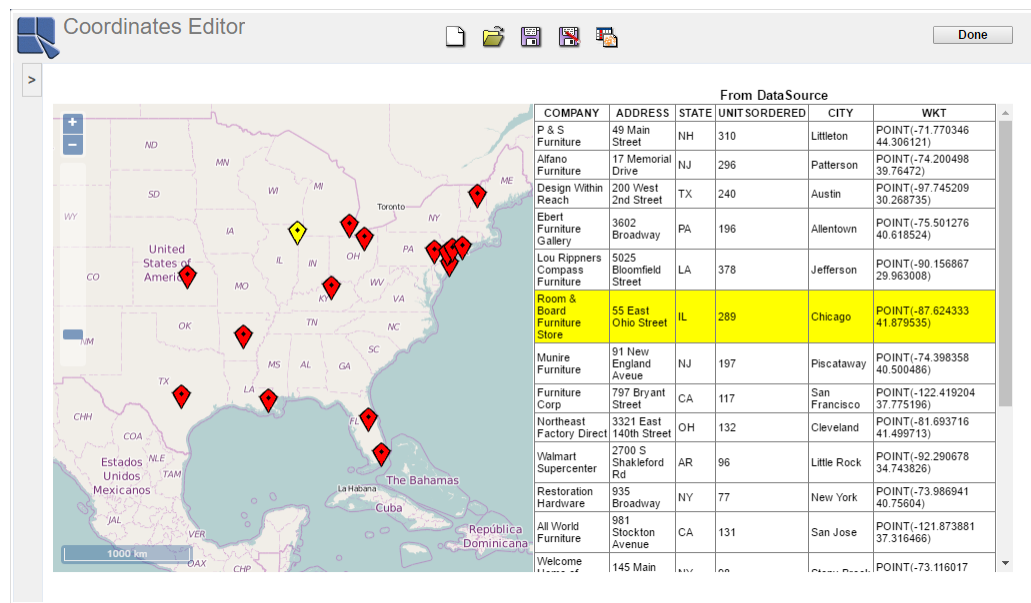 Coordinates Editor
Done
>
From DataSource
COMPANY ADDRESS STATE UNITSORDERED CITY WKT
P & S Furniture 49 Main Street NH 310 Littleton POINT(-71.770346 44.306121)
Alfano Furniture 17 Memorial Drive NJ 296 Patterson POINT(-74.200498 39.76472)
Design Within Reach 200 West 2nd Street TX 240 Austin POINT(-97.745209 30.268735)
Ebert Furniture Gallery 3602 Broadway PA 196 Allentown POINT(-75.501276 40.618524)
Lou Rippners Compass Furniture 5025 Bloomfield Street LA 378 Jefferson POINT(-90.156867 29.963008)
Room & Board Furniture Store 55 East Ohio Street IL 289 Chicago POINT(-87.624333 41.879535)
Munire Furniture 91 New England Aveue NJ 197 Piscataway POINT(-74.398358 40.500486)
Furniture Corp 797 Bryant Street CA 117 San Francisco POINT(-122.419204 37.775196)
Northeast Factory Direct 3321 East 140th Street OH 132 Cleveland POINT(-81.693716 41.499713)
Walmart Supercenter 2700 S Shakleford Rd AR 96 Little Rock POINT(-92.290678 34.743826)
Restoration Hardware 935 Broadway NY 77 New York POINT(-73.986941 40.75604)
All World Furniture 981 Stockton Avenue CA 131 San Jose POINT(-121.873881 37.316466)
Welcome 145 Main POINT(-73.116017
+
−
ND
MN
ME
SD
WI
MI
Toronto
WY
NY
IA
PA
United
States of
America
IL
IN
OH
CO
MO
WV
KY
VA
OK
TN
NC
NM
SC
MS
AL
GA
TX
LA
CHH
FL
COA
Estados
Unidos
Mexicanos
NLE
TAM
The Bahamas
La Habana
Cuba
JAL
VER
República
Dominicana
1000 km
OAX
CHP